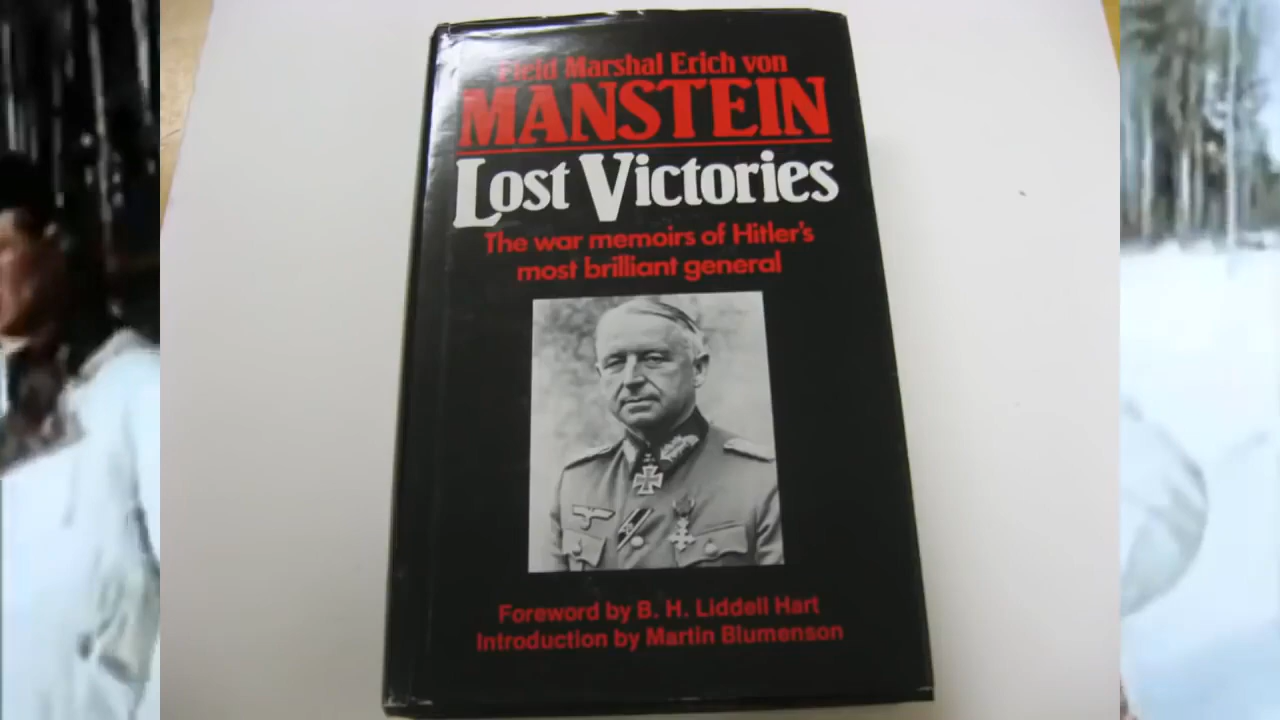 Field Marshal Erich von
MANSTEIN
Lost Victories
The war memoirs of Hitler's
most brilliant general
Foreword by B. H. Liddell Hart
Introduction by Martin Blumenson